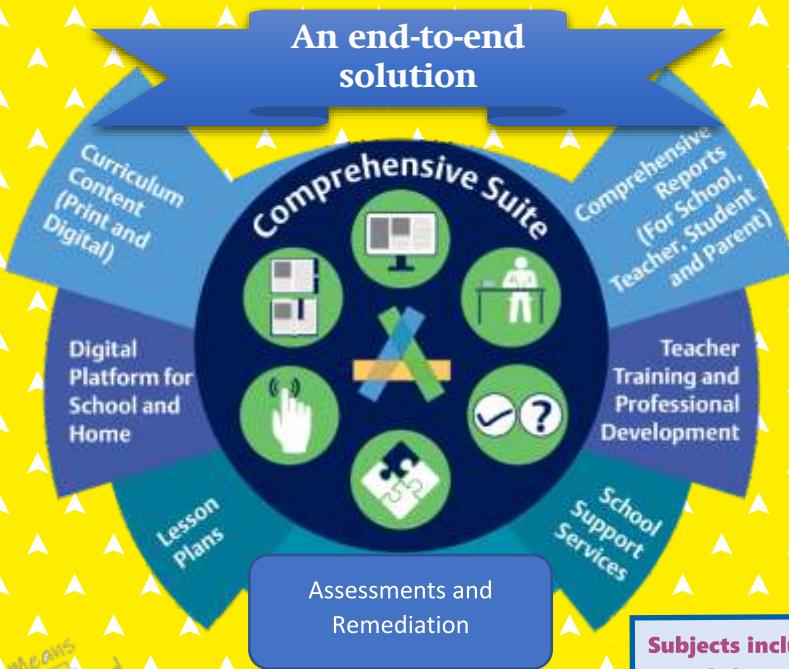 An end-to-end
solution
Comprehensive Suite
Curriculum
Content
(Print and
Digital)
Comprehensive
Reports
(For School,
Teacher, Student
and Parent)
Digital
Platform for
School and
Home
Teacher
Training and
Professional
Development
Lesson
Plans
School
Support
Services
Assessments and
Remediation
means
Subjects